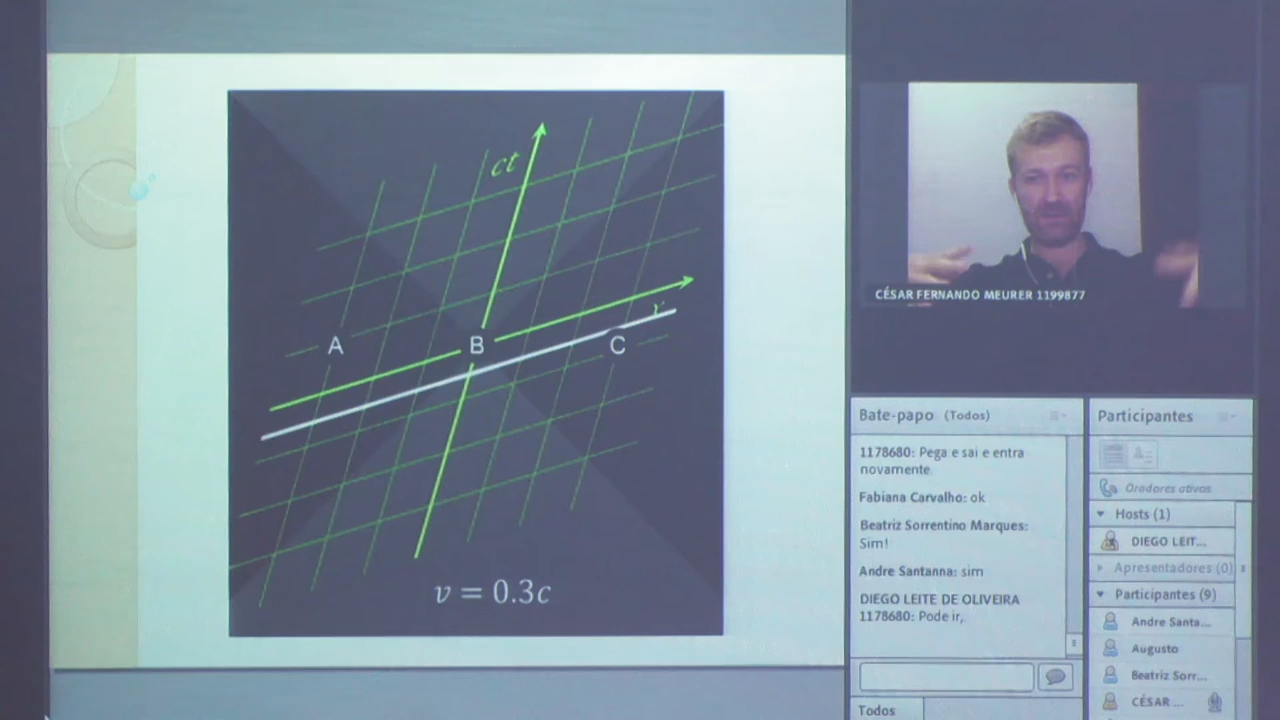 ct
A
B
C
v = 0.3c
CÉSAR FERNANDO MEURER 1199877
Bate-papo (Todos)
1178680: Pega e sai e entra
novamente.
Fabiana Carvalho: ok
Beatriz Sorrentino Marques:
Sim!
Andre Santanna: sim
DIEGO LEITE DE OLIVEIRA
1178680: Pode ir,.
Todos
Participantes
Oradores ativos
Hosts (1)
DIEGO LEIT...
Apresentadores (0)
Participantes (9)
Andre Santa...
Augusto
Beatriz Sorr...
CÉSAR ...